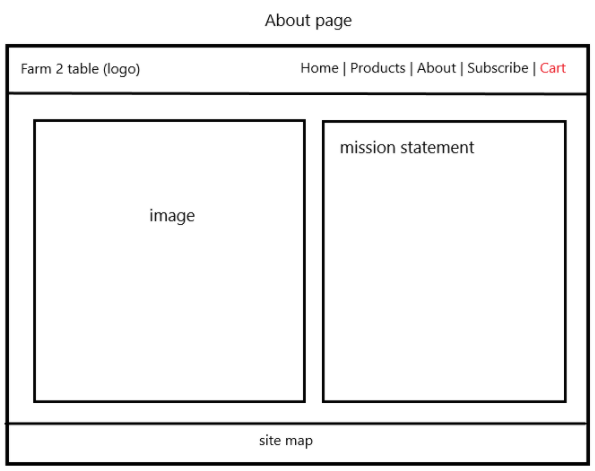 About page
Farm 2 table (logo)
Home | Products | About | Subscribe | Cart
image
mission statement
site map